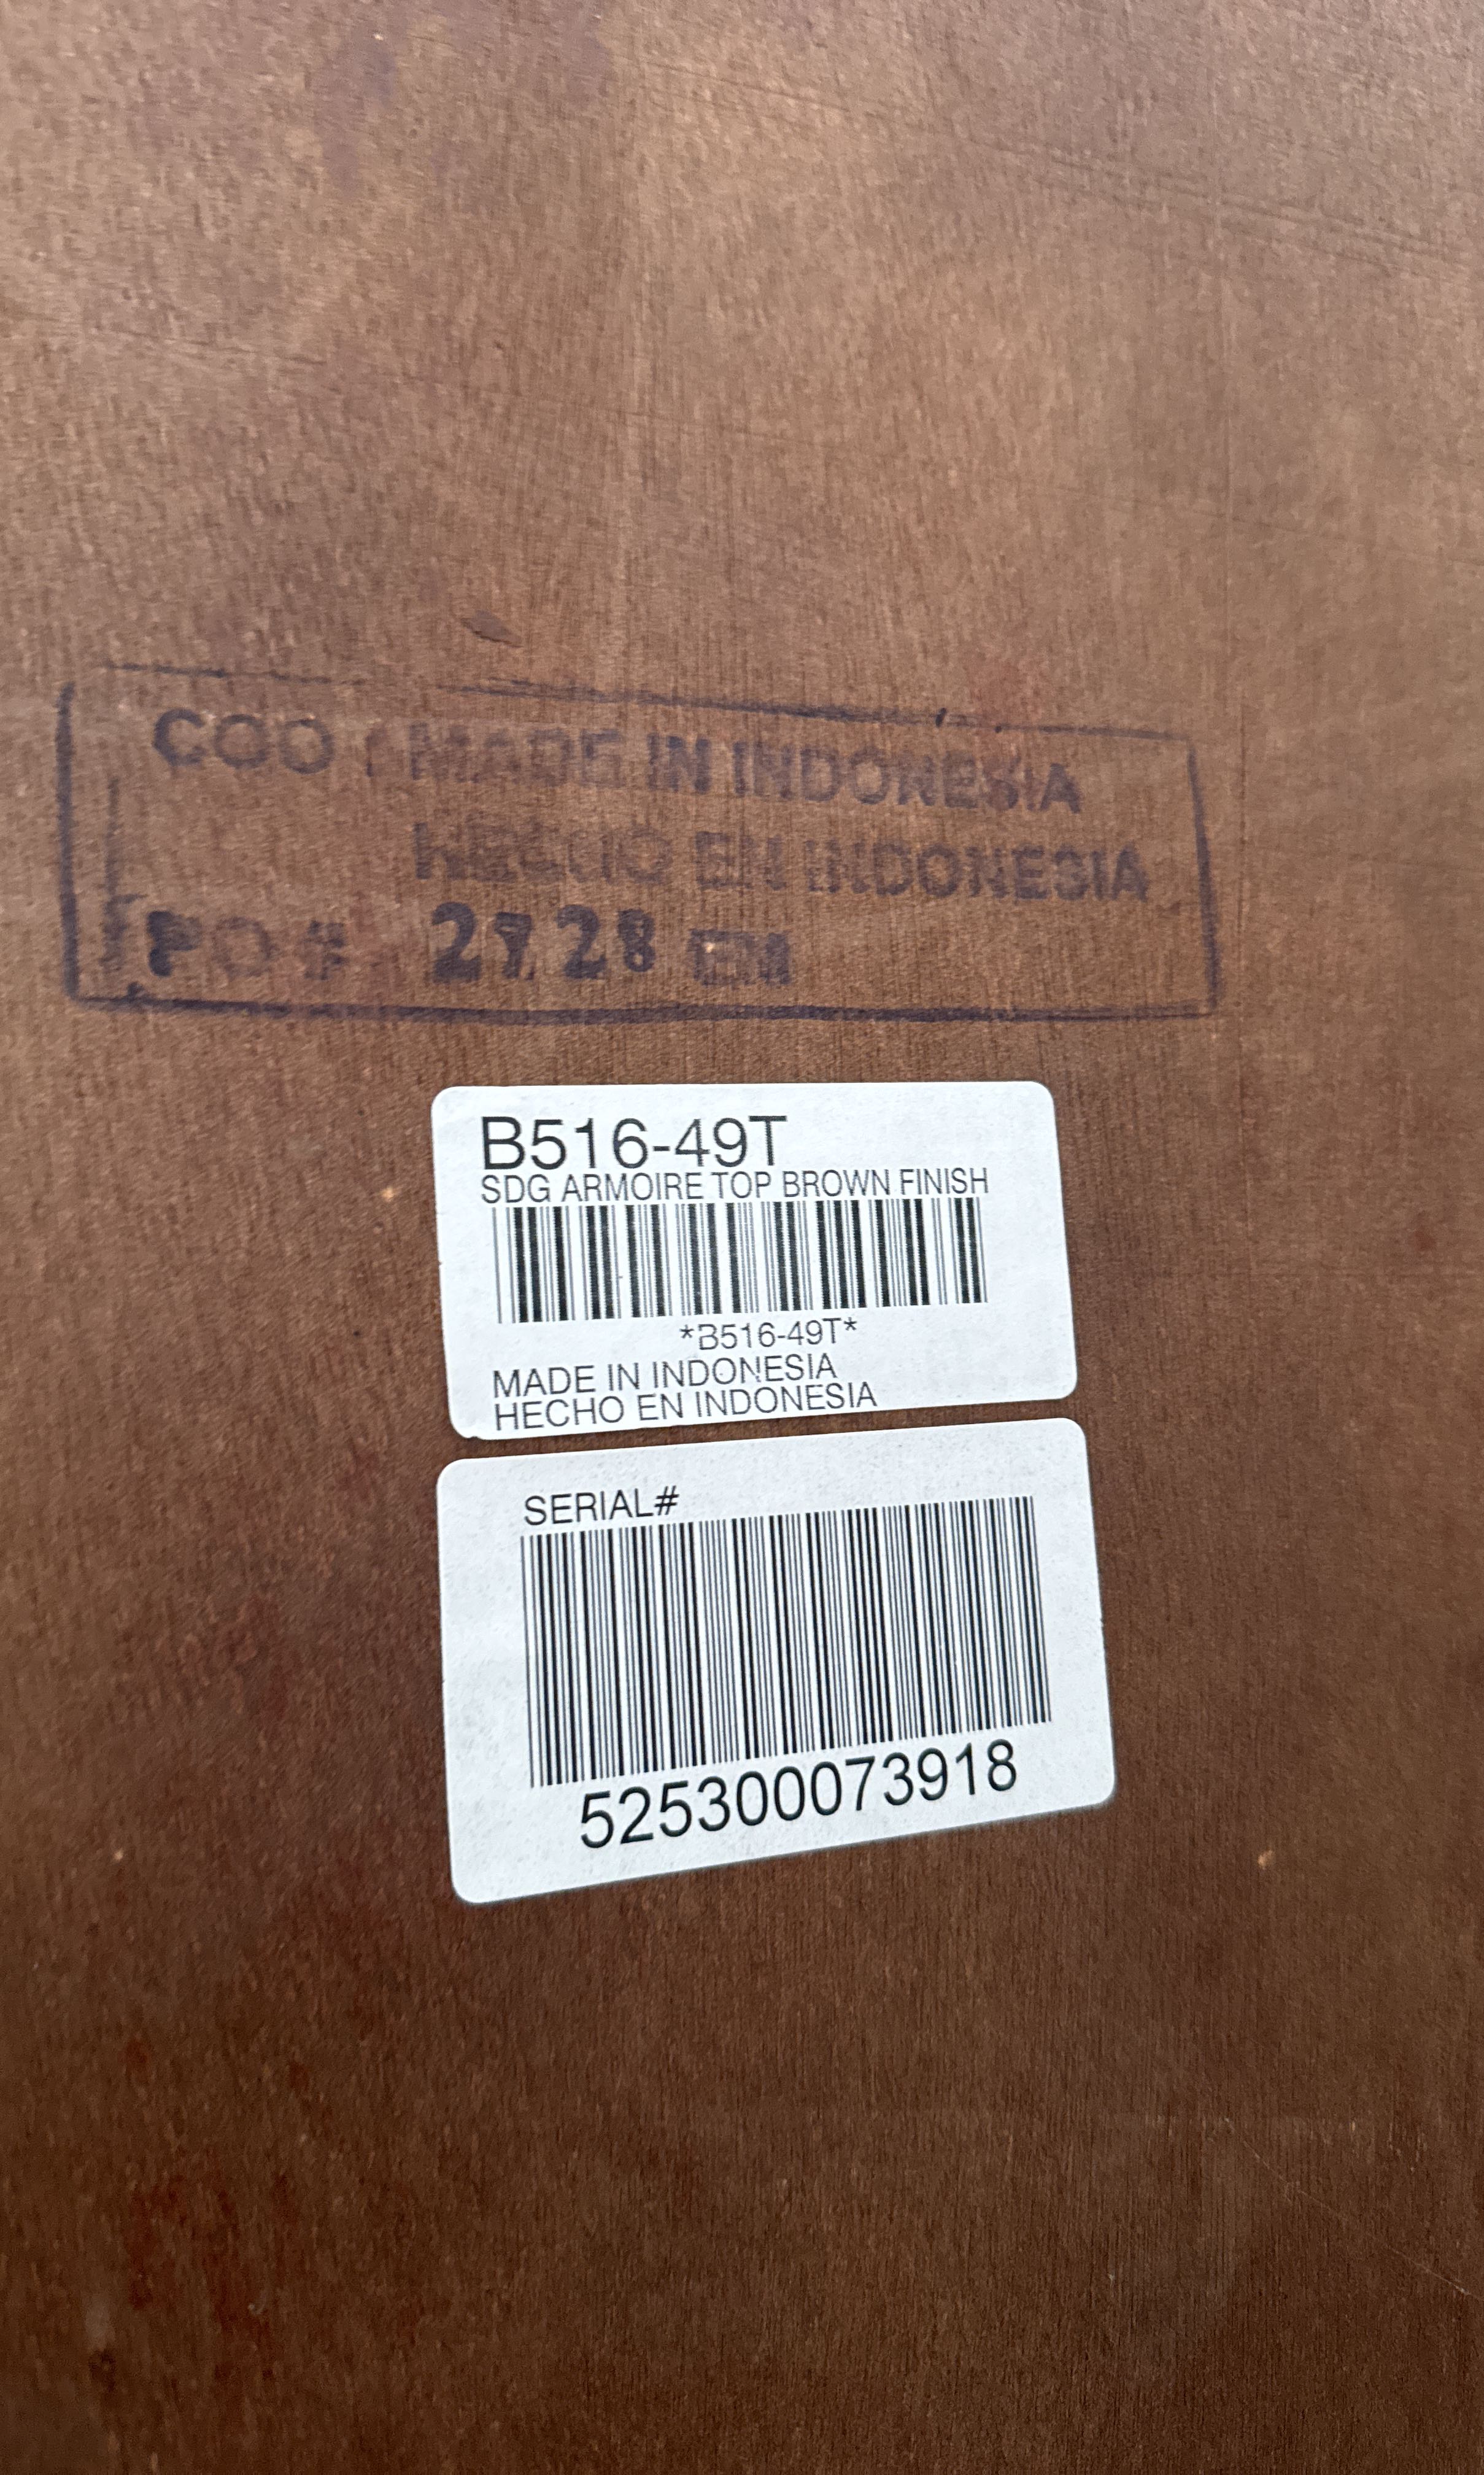 COO : MADE IN INDONESIA
HECHO EN INDONESIA
PO #
B516-49T
SDG ARMOIRE TOP BROWN FINISH
*B516-49T*
MADE IN INDONESIA
HECHO EN INDONESIA
SERIAL#
525300073918